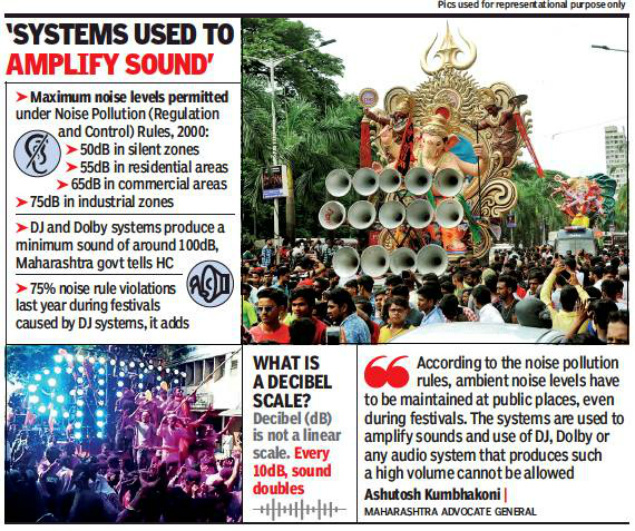 Pics used for representational purpose only
‘SYSTEMS USED TO
AMPLIFY SOUND’
➤ Maximum noise levels permitted
under Noise Pollution (Regulation
and Control) Rules, 2000:
➤ 50dB in silent zones
➤ 55dB in residential areas
➤ 65dB in commercial areas
➤ 75dB in industrial zones
➤ DJ and Dolby systems produce a
minimum sound of around 100dB,
Maharashtra govt tells HC
➤ 75% noise rule violations
last year during festivals
caused by DJ systems, it adds
WHAT IS
A DECIBEL
SCALE?
Decibel (dB)
is not a linear
scale. Every
10dB, sound
doubles
According to the noise pollution
rules, ambient noise levels have
to be maintained at public places, even
during festivals. The systems are used to
amplify sounds and use of DJ, Dolby or
any audio system that produces such
a high volume cannot be allowed
Ashutosh Kumbhakoni |
MAHARASHTRA ADVOCATE GENERAL